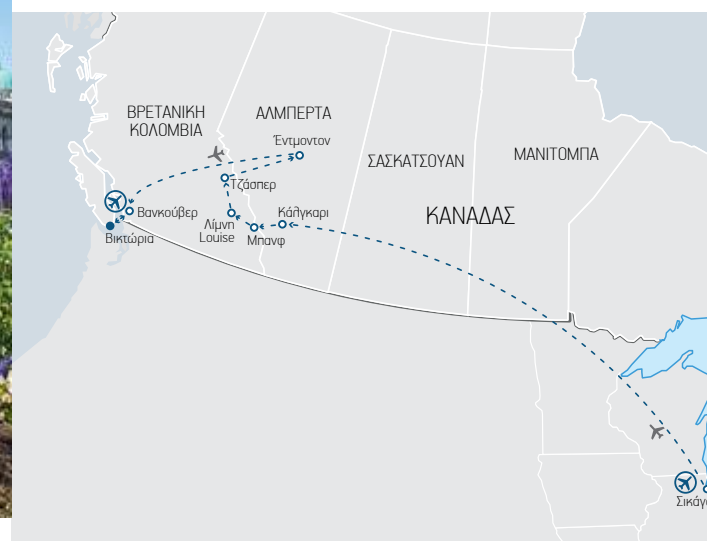 ΒΡΕΤΑΝΙΚΗ
ΚΟΛΟΜΒΙΑ
ΑΛΜΠΕΡΤΑ
Έντμοντον
ΣΑΣΚΑΤΣΟΥΑΝ
ΜΑΝΙΤΟΜΠΑ
Τζάσπερ
Βανκούβερ
Λίμνη
Louise
Κάλγκαρι
ΚΑΝΑΔΑΣ
Βικτώρια
Μπανφ